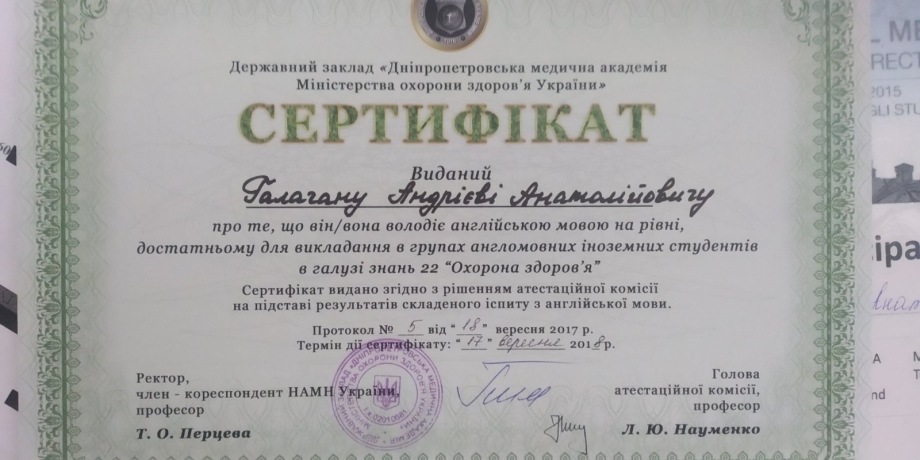 Державний заклад «Дніпропетровська медична академія
Міністерства охорони здоров'я України»
СЕРТИФІКАТ
Виданий
Галагану Андрієві Анатолійовичу
про те, що він/вона володіє англійською мовою на рівні,
достатньому для викладання в групах англомовних іноземних студентів
в галузі знань 22 “Охорона здоров'я”
Сертифікат видано згідно з рішенням атестаційної комісії
на підставі результатів складеного іспиту з англійської мови.
Протокол № 5 від “18” вересня 2017 р.
Термін дії сертифікату: “17” вересня 2018р.
Ректор,
член - кореспондент НАМН України,
професор
Т. О. Перцева
Голова
атестаційної комісії,
професор
Л. Ю. Науменко
2015